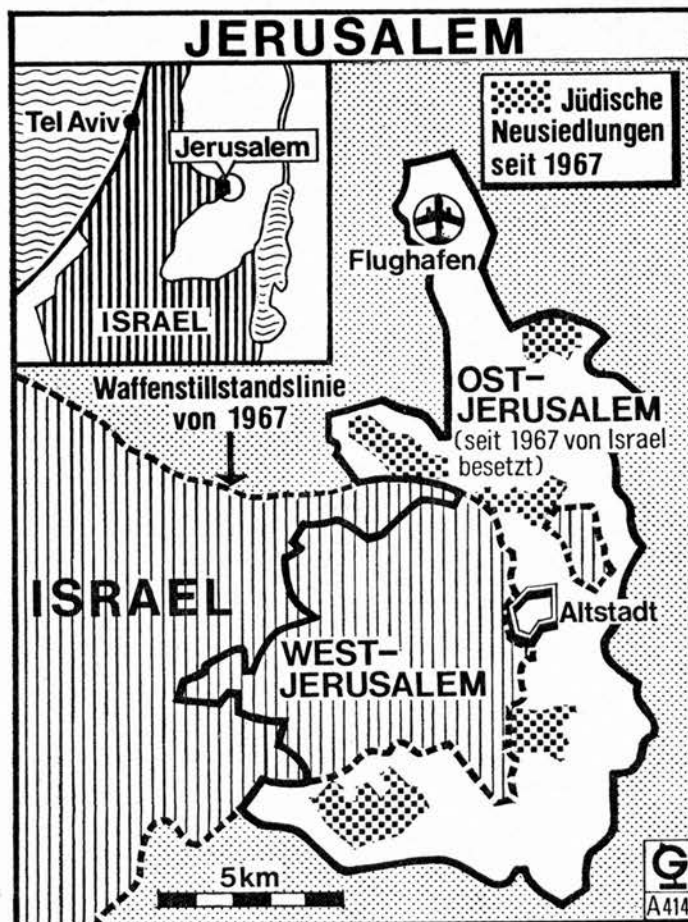 JERUSALEM
Tel Aviv
Jerusalem
ISRAEL
Jüdische
Neusiedlungen
seit 1967
Flughafen
Waffenstillstandslinie
von 1967
OST-
JERUSALEM
(seit 1967 von Israel
besetzt)
ISRAEL
WEST-
JERUSALEM
Altstadt
5km
G
A414